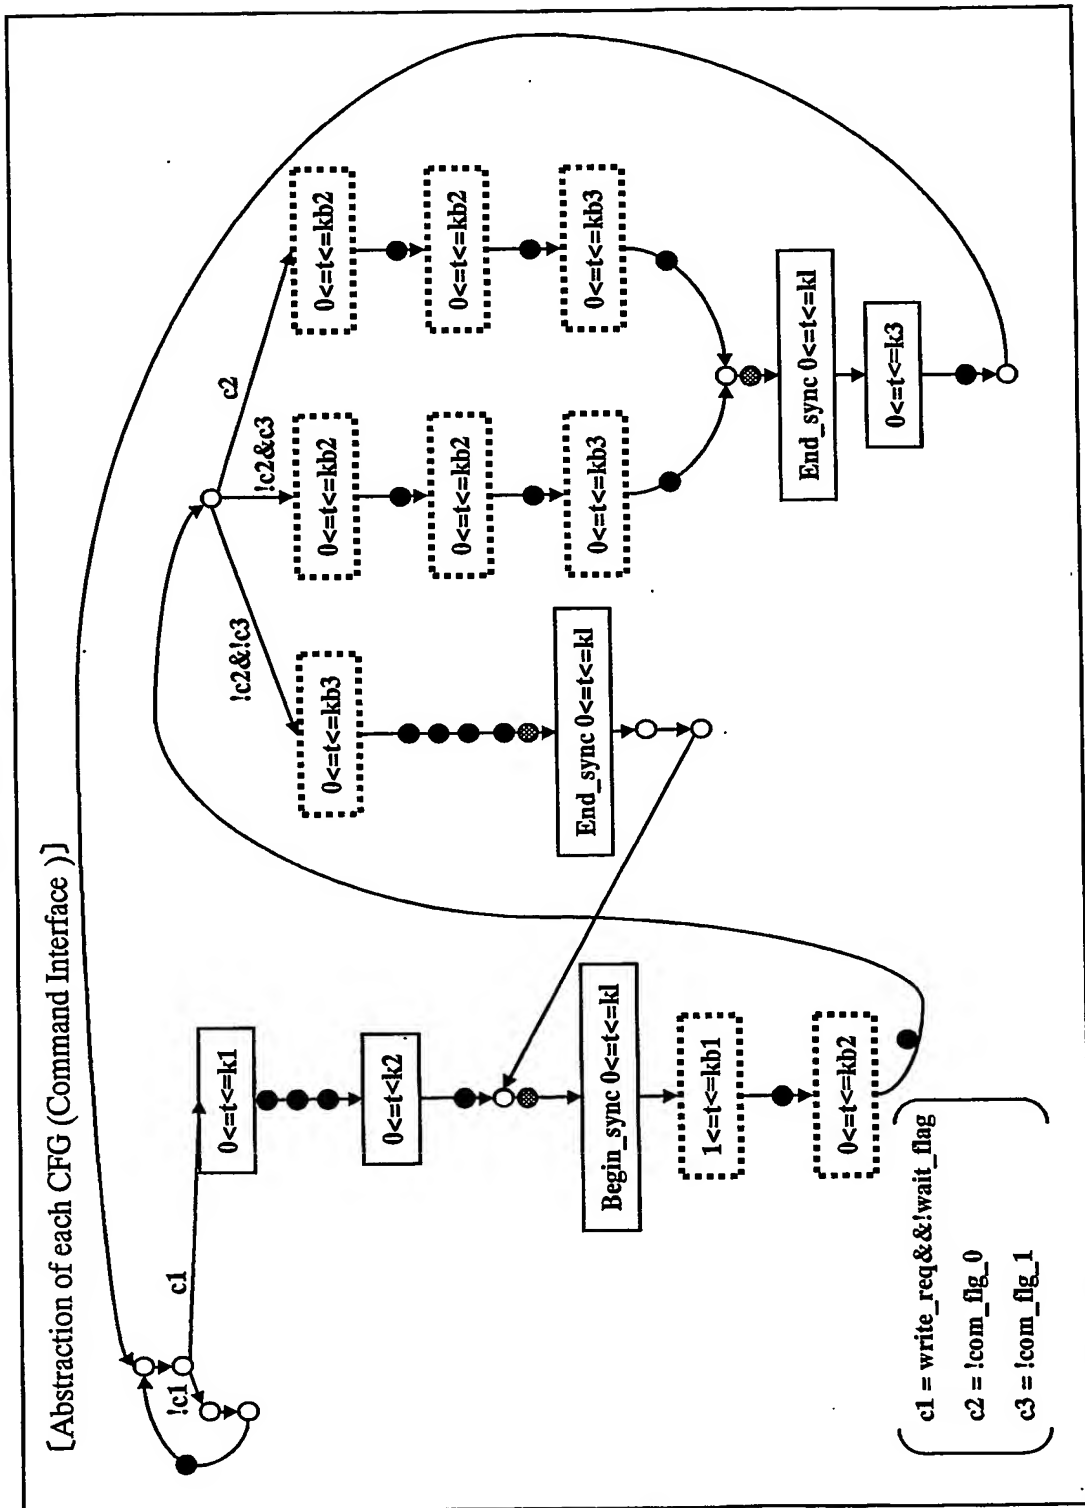 [Abstraction of each CFG (Command Interface )]
!c1
c1
0<=t<=k1
0<=t<k2
Begin_sync 0<=t<=kl
1<=t<=kb1
0<=t<=kb2
!c2&!c3
!c2&c3
c2
0<=t<=kb3
End_sync 0<=t<=kl
0<=t<=kb2
0<=t<=kb2
0<=t<=kb3
0<=t<=kb2
0<=t<=kb2
0<=t<=kb3
End_sync 0<=t<=kl
0<=t<=k3
c1 = write_req&&!wait_flag
c2 = !com_flg_0
c3 = !com_flg_1